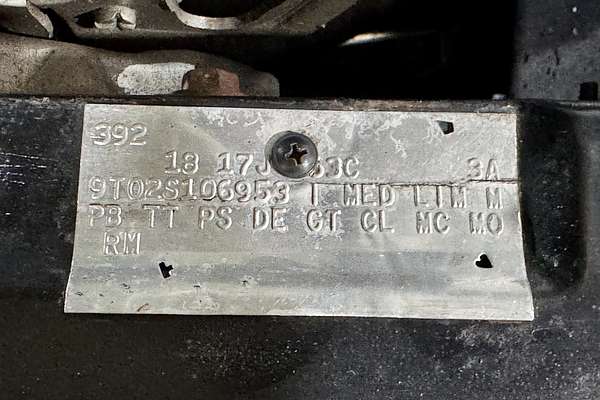 392
18 17J 63C 3A
9T02S106953 I MED LIM M
PB TT PS DE GT CL MC MO
RM